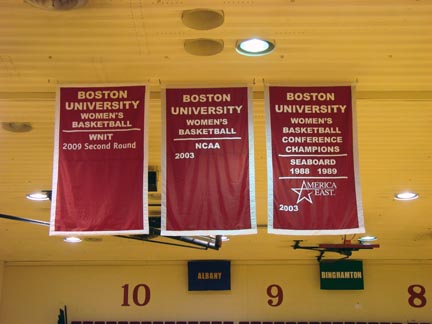 BOSTON
UNIVERSITY
WOMEN'S
BASKETBALL
WNIT
2009 Second Round
BOSTON
UNIVERSITY
WOMEN'S
BASKETBALL
NCAA
2003
BOSTON
UNIVERSITY
WOMEN'S
BASKETBALL
CONFERENCE
CHAMPIONS
SEABOARD
1988 1989
AMERICA
EAST
2003
ALBANY
BINGHAMTON
10
9
8